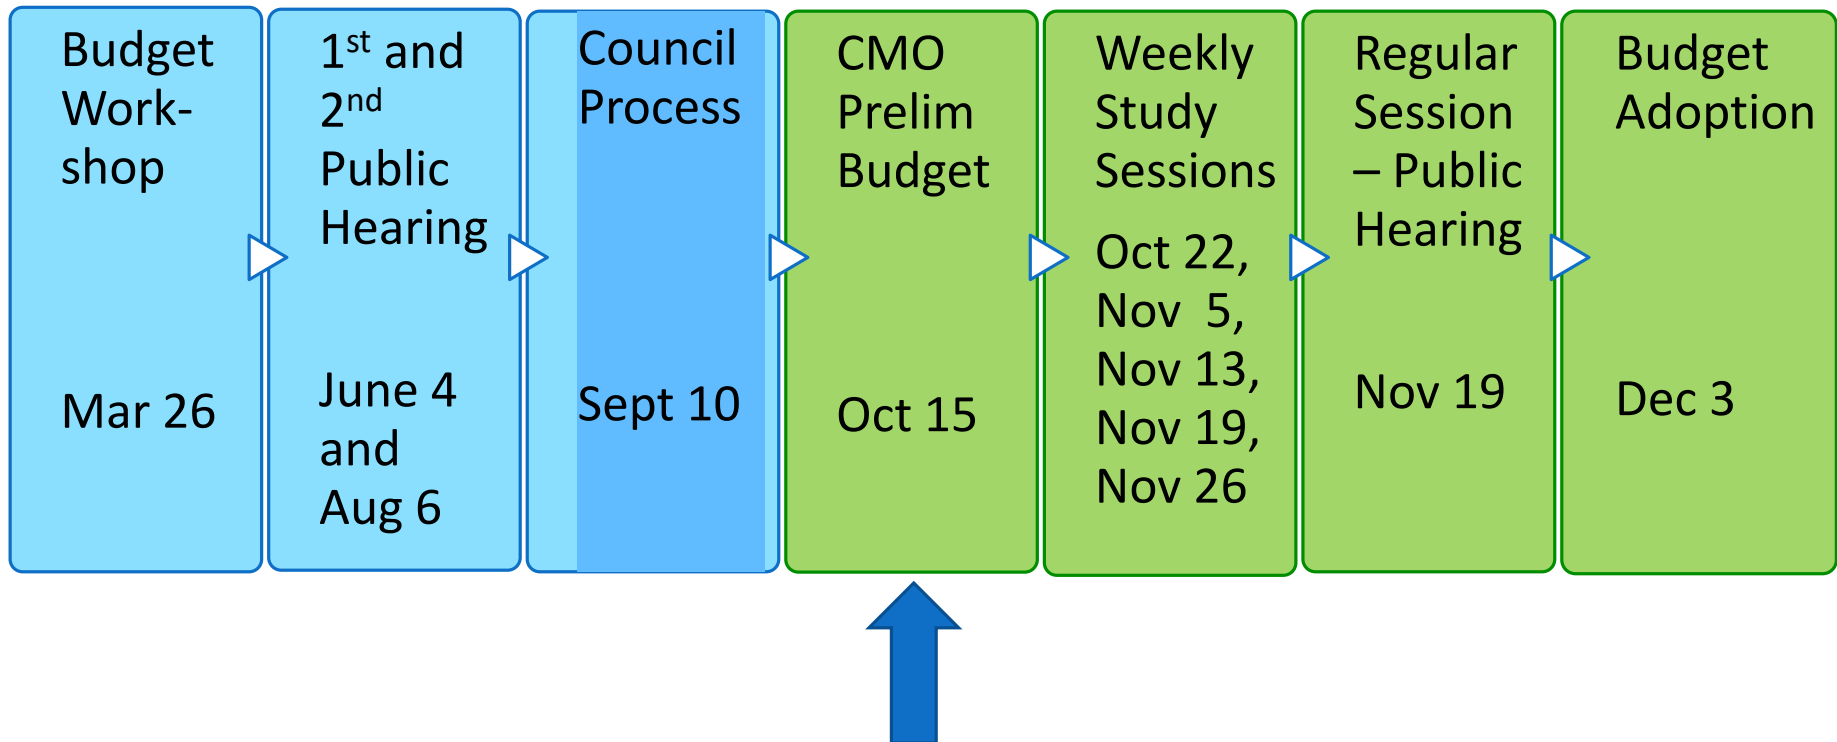 Budget
Work-
shop
Mar 26
1st and
2nd
Public
Hearing
June 4
and
Aug 6
Council
Process
Sept 10
CMO
Prelim
Budget
Oct 15
Weekly
Study
Sessions
Oct 22,
Nov  5,
Nov 13,
Nov 19,
Nov 26
Regular
Session
– Public
Hearing
Nov 19
Budget
Adoption
Dec 3